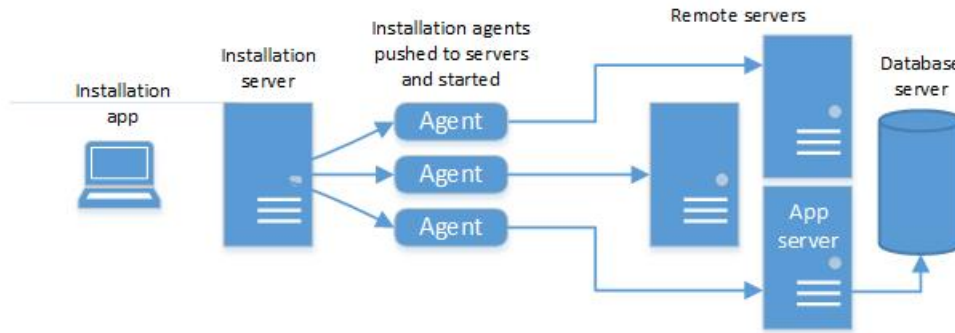 Installation
app
Installation
server
Installation agents
pushed to servers
and started
Agent
Agent
Agent
Remote servers
App
server
Database
server